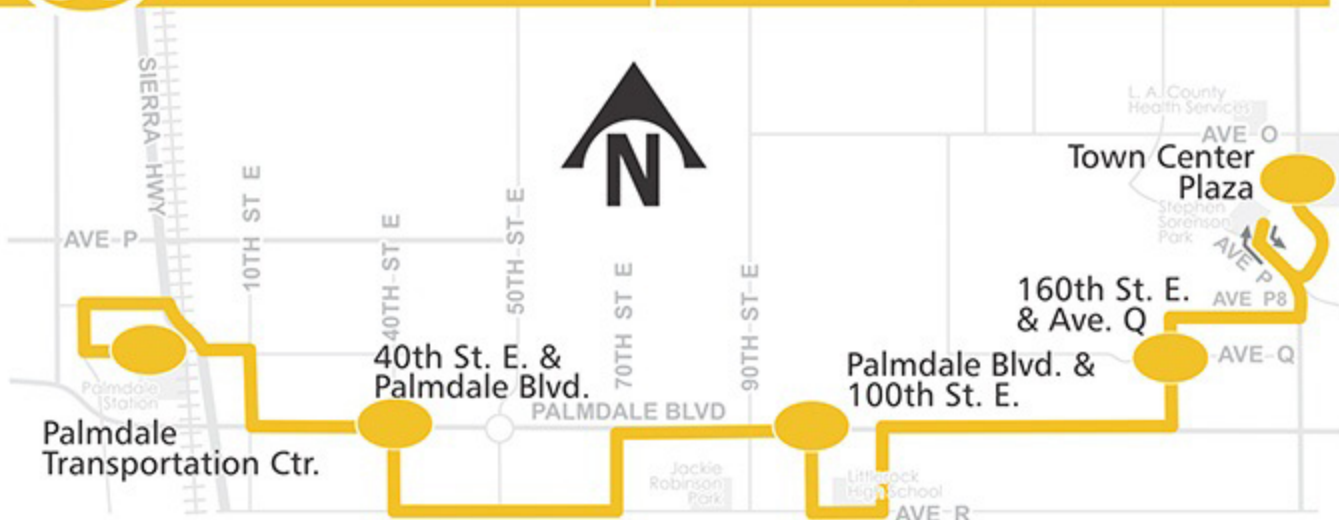 L. A. County
Health Services
AVE O
Town Center
Plaza
Stephen
Sorenson
Park
AVE P
SIERRA HWY
N
AVE P
10TH ST E
40TH ST E
50TH ST E
70TH ST E
90TH ST E
160th St. E.
& Ave. Q
AVE P8
AVE Q
40th St. E. &
Palmdale Blvd.
Palmdale Blvd. &
100th St. E.
PALMDALE BLVD
Palmdale
Station
Palmdale
Transportation Ctr.
Jackie
Robinson
Park
Littlerock
High School
AVE R